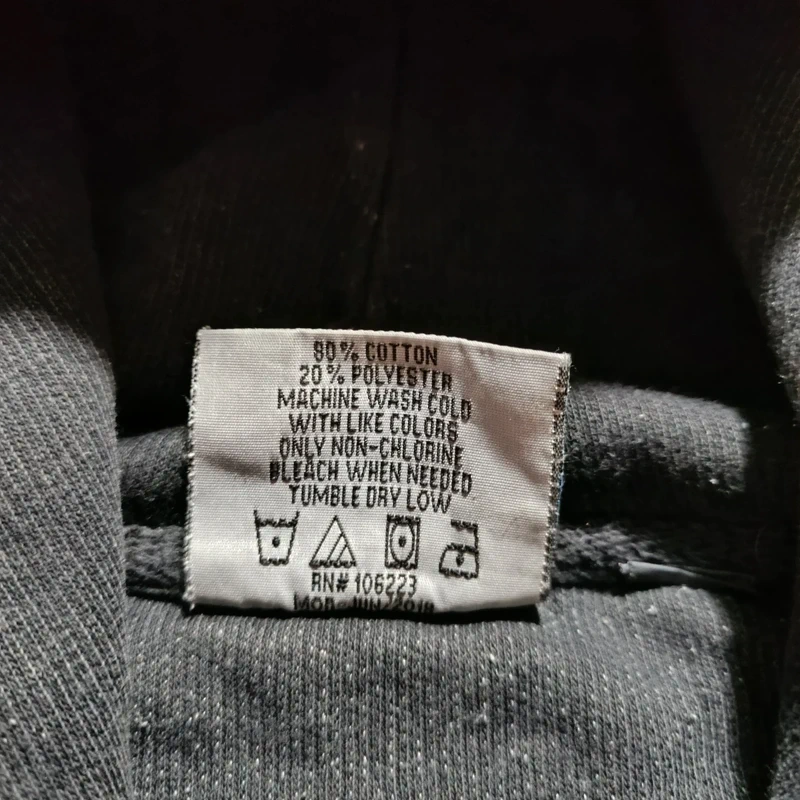 80% COTTON
20% POLYESTER
MACHINE WASH COLD
WITH LIKE COLORS
ONLY NON-CHLORINE
BLEACH WHEN NEEDED
TUMBLE DRY LOW
RN# 106223